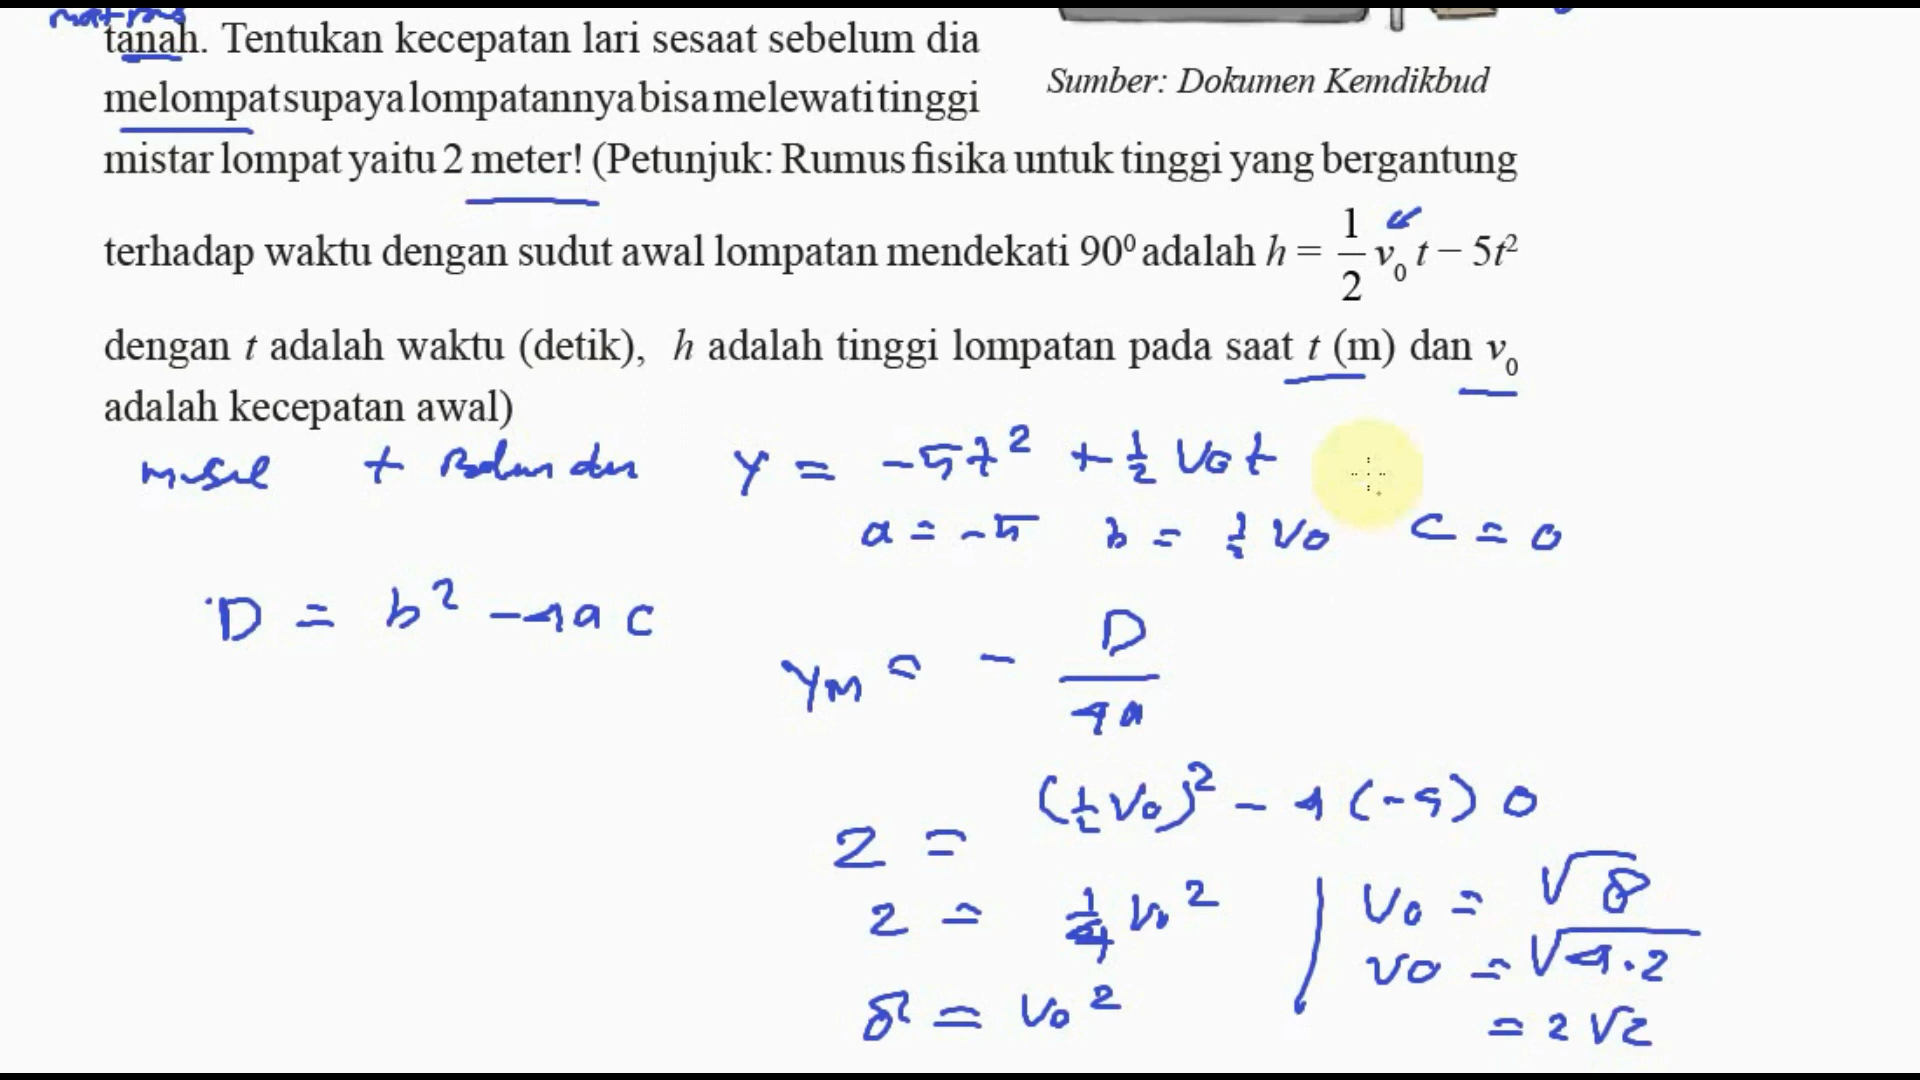 tanah. Tentukan kecepatan lari sesaat sebelum dia
melompat supaya lompatannya bisa melewati tinggi
Sumber: Dokumen Kemdikbud
mistar lompat yaitu 2 meter! (Petunjuk: Rumus fisika untuk tinggi yang bergantung
terhadap waktu dengan sudut awal lompatan mendekati 90⁰ adalah h = 1/2 v₀ t − 5t²
dengan t adalah waktu (detik), h adalah tinggi lompatan pada saat t (m) dan v₀
adalah kecepatan awal)
y = -5t² + 1/2 V₀t
a = -5 b = 1/2 V₀ c = 0
D = b² - 4ac
yм = - D/4a
2 = (1/2 V₀)² - 4(-5) 0
2 = 1/4 V₀²
8 = V₀²
V₀ = √8
V₀ = √4.2
= 2√2